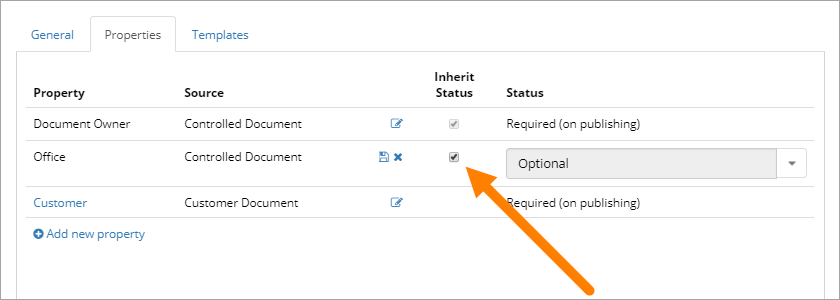 General Properties Templates
Property Source Inherit Status Status
Document Owner Controlled Document Required (on publishing)
Office Controlled Document Optional
Customer Customer Document Required (on publishing)
Add new property